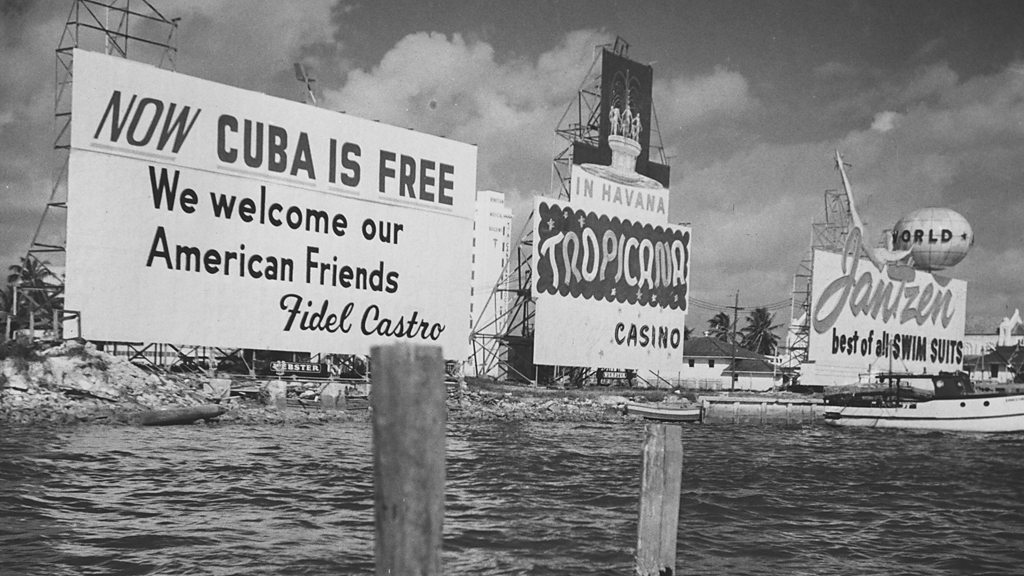 NOW CUBA IS FREE
We welcome our
American Friends
Fidel Castro
WEBSTER
IN HAVANA
TROPICANA
CASINO
WORLD
Jantzen
best of all SWIM SUITS